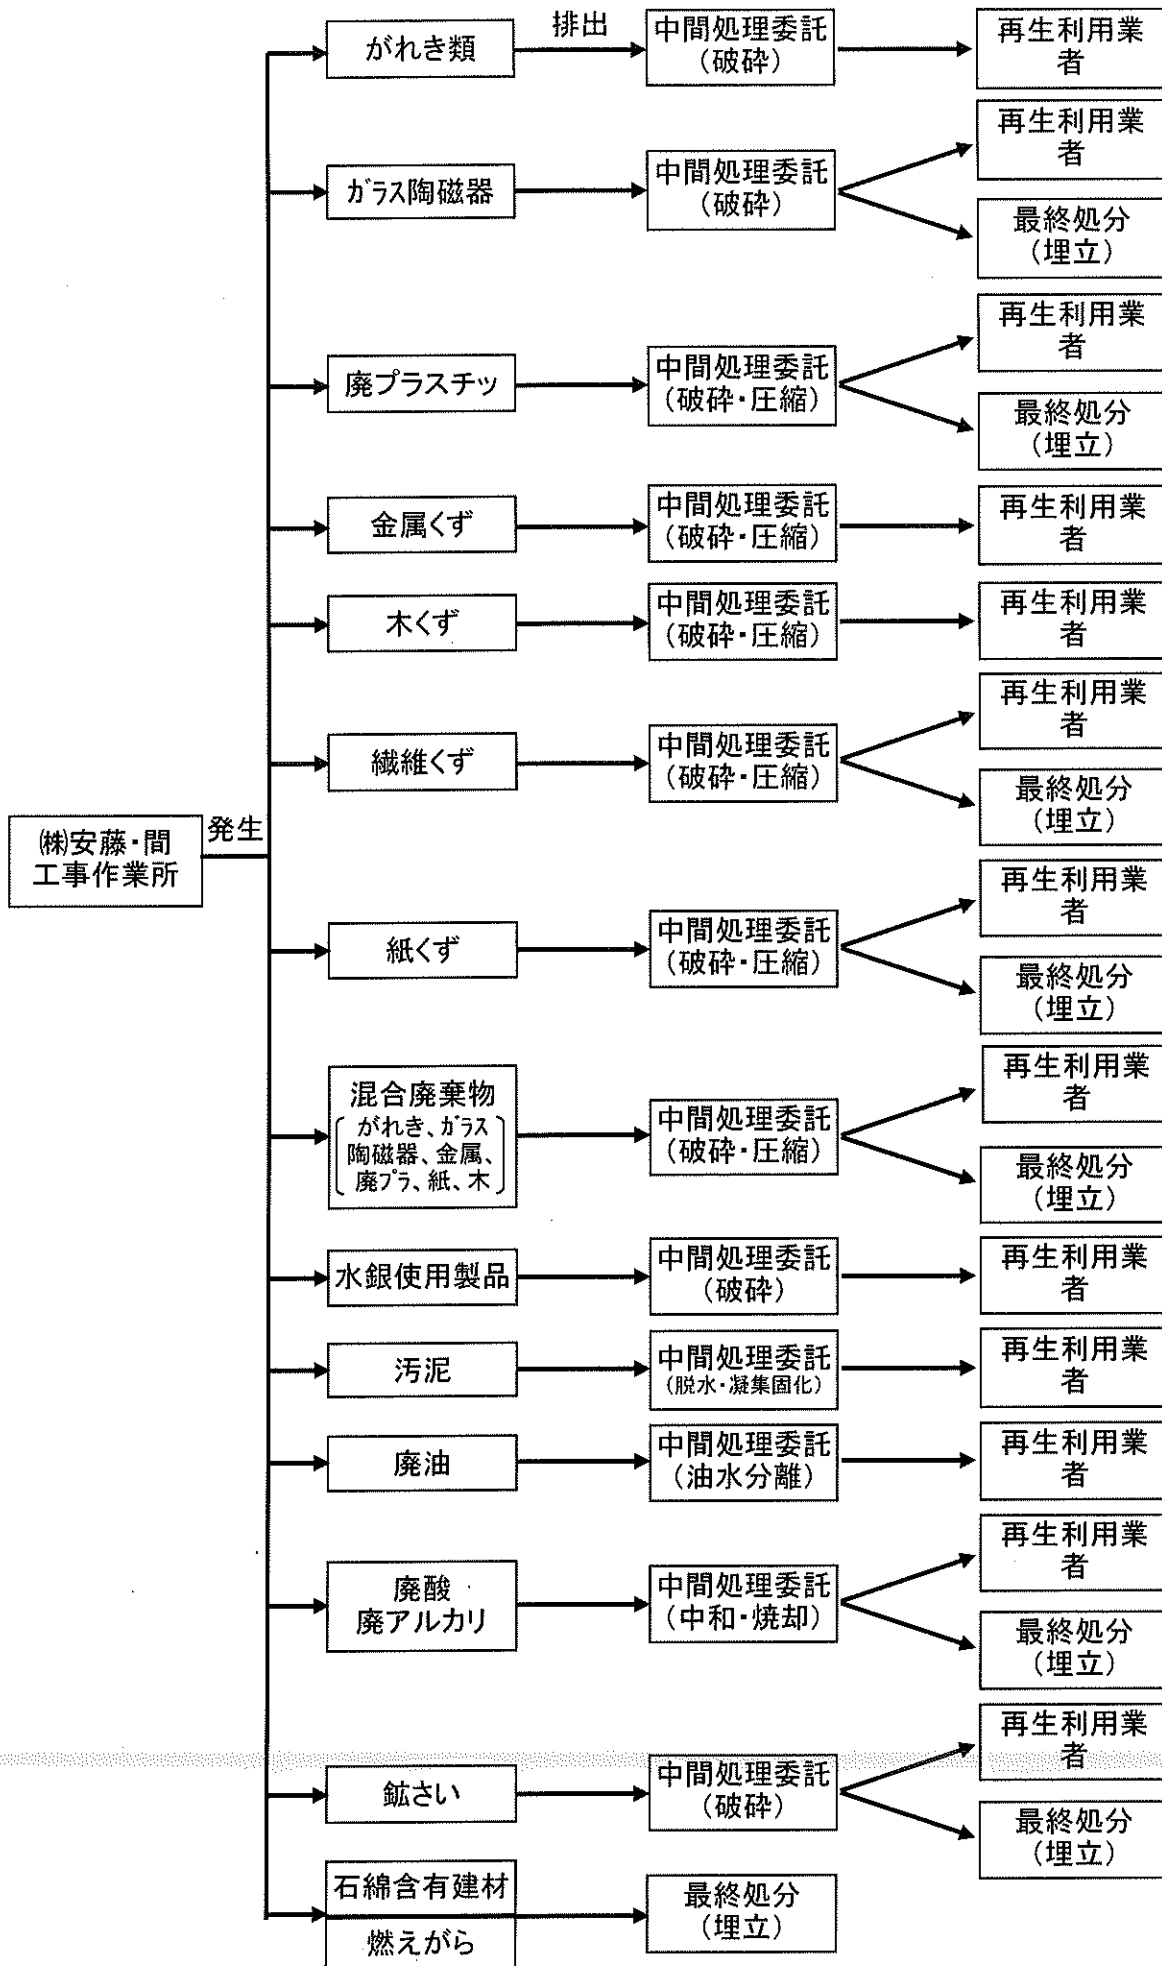 がれき類
排出
中間処理委託
(破砕)
再生利用業
者
ガラス陶磁器
中間処理委託
(破砕)
再生利用業
者
最終処分
(埋立)
廃プラスチッ
中間処理委託
(破砕・圧縮)
再生利用業
者
最終処分
(埋立)
金属くず
中間処理委託
(破砕・圧縮)
再生利用業
者
木くず
中間処理委託
(破砕・圧縮)
再生利用業
者
繊維くず
中間処理委託
(破砕・圧縮)
再生利用業
者
最終処分
(埋立)
㈱安藤・間
工事作業所
発生
紙くず
中間処理委託
(破砕・圧縮)
再生利用業
者
最終処分
(埋立)
混合廃棄物
がれき、ガラス
陶磁器、金属、
廃プラ、紙、木
中間処理委託
(破砕・圧縮)
再生利用業
者
最終処分
(埋立)
水銀使用製品
中間処理委託
(破砕)
再生利用業
者
汚泥
中間処理委託
(脱水・凝集固化)
再生利用業
者
廃油
中間処理委託
(油水分離)
再生利用業
者
廃酸
廃アルカリ
中間処理委託
(中和・焼却)
再生利用業
者
最終処分
(埋立)
鉱さい
中間処理委託
(破砕)
再生利用業
者
最終処分
(埋立)
石綿含有建材
燃えがら
最終処分
(埋立)